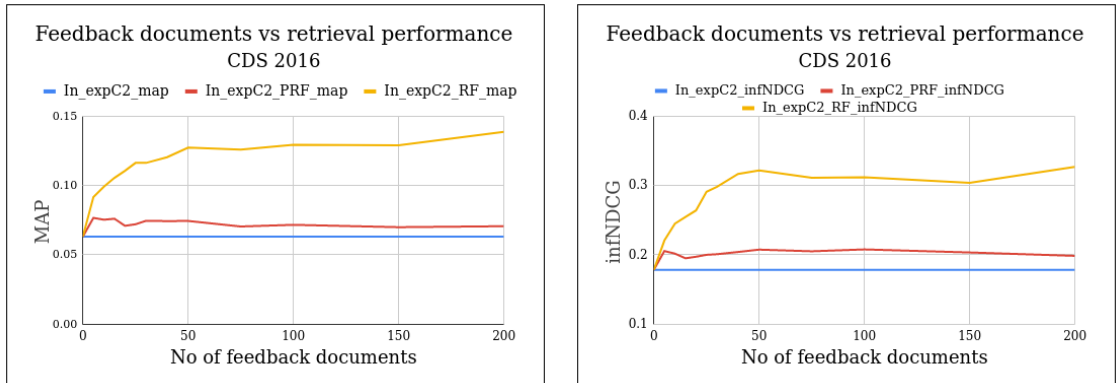 Feedback documents vs retrieval performance
CDS 2016
In_expC2_map In_expC2_PRF_map In_expC2_RF_map
0.15
0.10
0.05
0.00
MAP
0 50 100 150 200
No of feedback documents
Feedback documents vs retrieval performance
CDS 2016
In_expC2_infNDCG In_expC2_PRF_infNDCG
In_expC2_RF_infNDCG
0.4
0.3
0.2
0.1
infNDCG
0 50 100 150 200
No of feedback documents